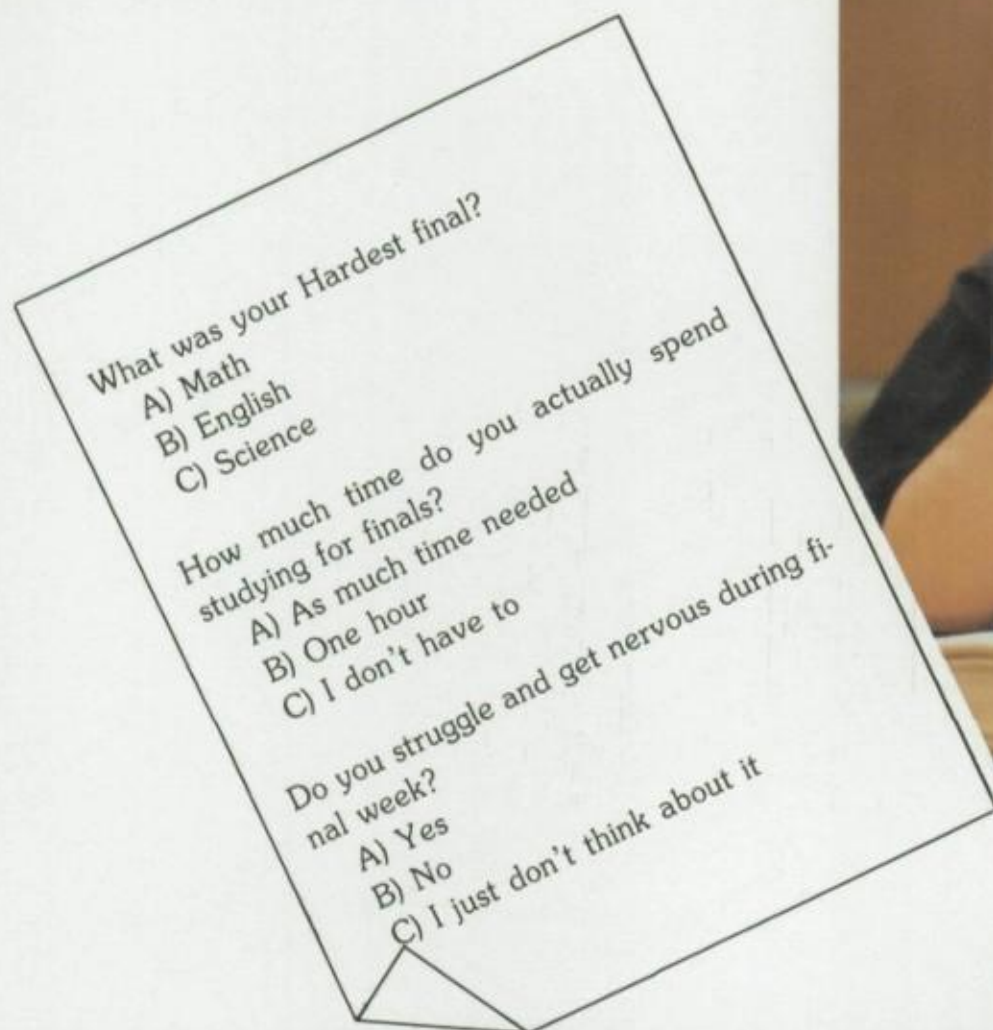 What was your Hardest final?
A) Math
B) English
C) Science
How much time do you actually spend
studying for finals?
A) As much time needed
B) One hour
C) I don't have to
Do you struggle and get nervous during fi-
nal week?
A) Yes
B) No
C) I just don't think about it